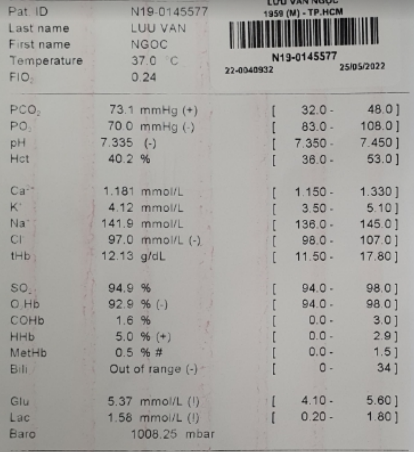 Pat. ID N19-0145577
Last name LUU VAN
First name NGOC
Temperature 37.0 °C
FIO₂ 0.24
LUU VAN NGOC
1959 (M) - TP.HCM
N19-0145577
22-0040932 25/05/2022
PCO₂ 73.1 mmHg (+) [ 32.0 - 48.0 ]
PO₂ 70.0 mmHg (-) [ 83.0 - 108.0 ]
pH 7.335 (-) [ 7.350 - 7.450 ]
Hct 40.2 % [ 36.0 - 53.0 ]
Ca²⁺ 1.181 mmol/L [ 1.150 - 1.330 ]
K⁺ 4.12 mmol/L [ 3.50 - 5.10 ]
Na⁺ 141.9 mmol/L [ 136.0 - 145.0 ]
Cl⁻ 97.0 mmol/L (-) [ 98.0 - 107.0 ]
tHb 12.13 g/dL [ 11.50 - 17.80 ]
SO₂ 94.9 % [ 94.0 - 98.0 ]
O₂Hb 92.9 % (-) [ 94.0 - 98.0 ]
COHb 1.6 % [ 0.0 - 3.0 ]
HHb 5.0 % (+) [ 0.0 - 2.9 ]
MetHb 0.5 % # [ 0.0 - 1.5 ]
Bili Out of range (-) [ 0 - 34 ]
Glu 5.37 mmol/L (!) [ 4.10 - 5.60 ]
Lac 1.58 mmol/L (!) [ 0.20 - 1.80 ]
Baro 1008.25 mbar